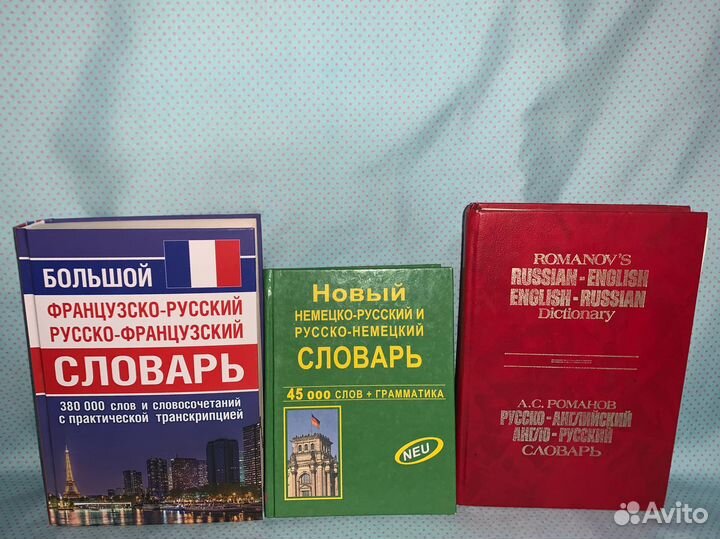 БОЛЬШОЙ
ФРАНЦУЗСКО-РУССКИЙ
РУССКО-ФРАНЦУЗСКИЙ
СЛОВАРЬ
380 000 слов и словосочетаний
с практической транскрипцией
Новый
НЕМЕЦКО-РУССКИЙ И
РУССКО-НЕМЕЦКИЙ
СЛОВАРЬ
45 000 СЛОВ + ГРАММАТИКА
NEU
ROMANOV'S
RUSSIAN-ENGLISH
ENGLISH-RUSSIAN
Dictionary
А.С. РОМАНОВ
РУССКО-АНГЛИЙСКИЙ
АНГЛО-РУССКИЙ
СЛОВАРЬ
Avito